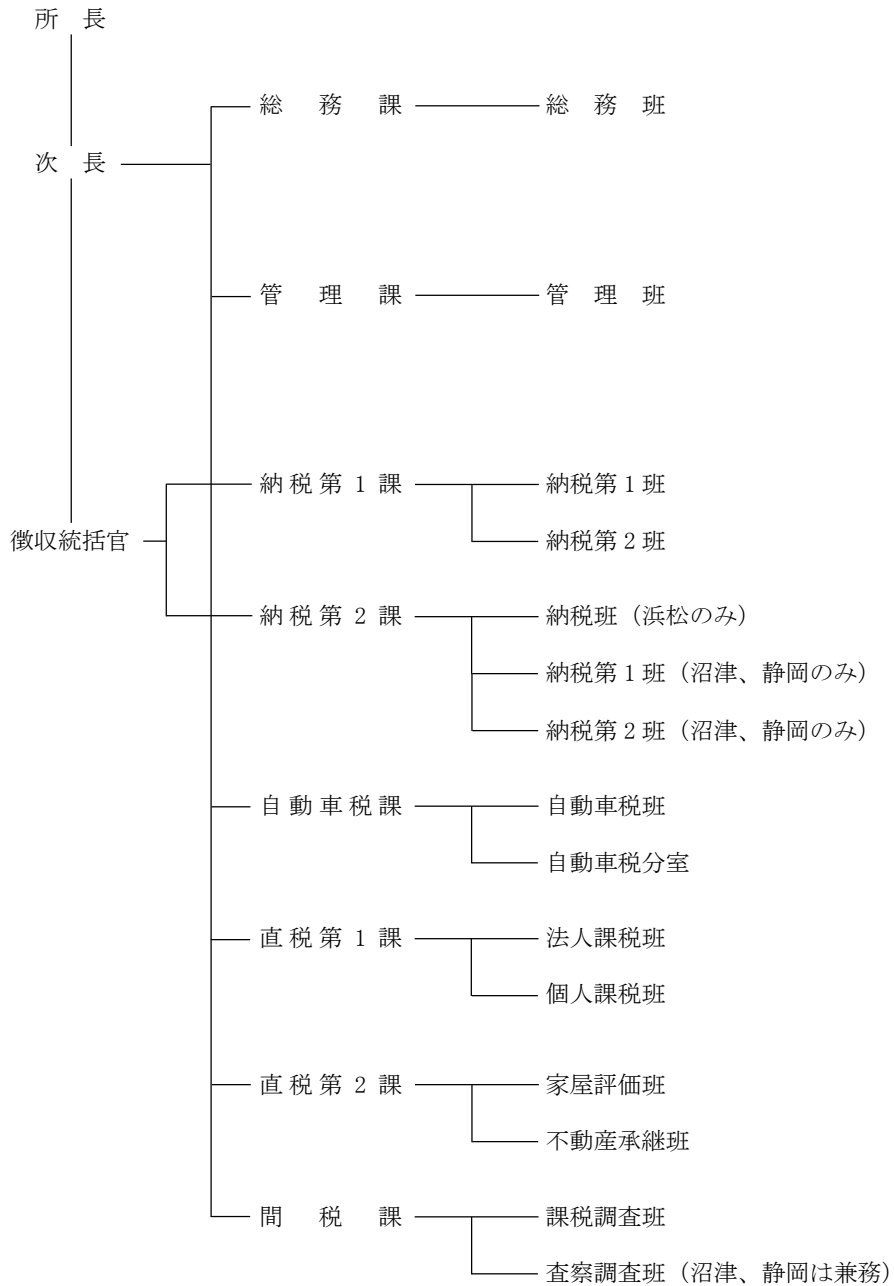 所長
総務課 総務班
次長
管理課 管理班
納税第1課 納税第1班
徴収統括官 納税第2班
納税第2課 納税班（浜松のみ）
納税第1班（沼津、静岡のみ）
納税第2班（沼津、静岡のみ）
自動車税課 自動車税班
自動車税分室
直税第1課 法人課税班
個人課税班
直税第2課 家屋評価班
不動産承継班
間税課 課税調査班
査察調査班（沼津、静岡は兼務）